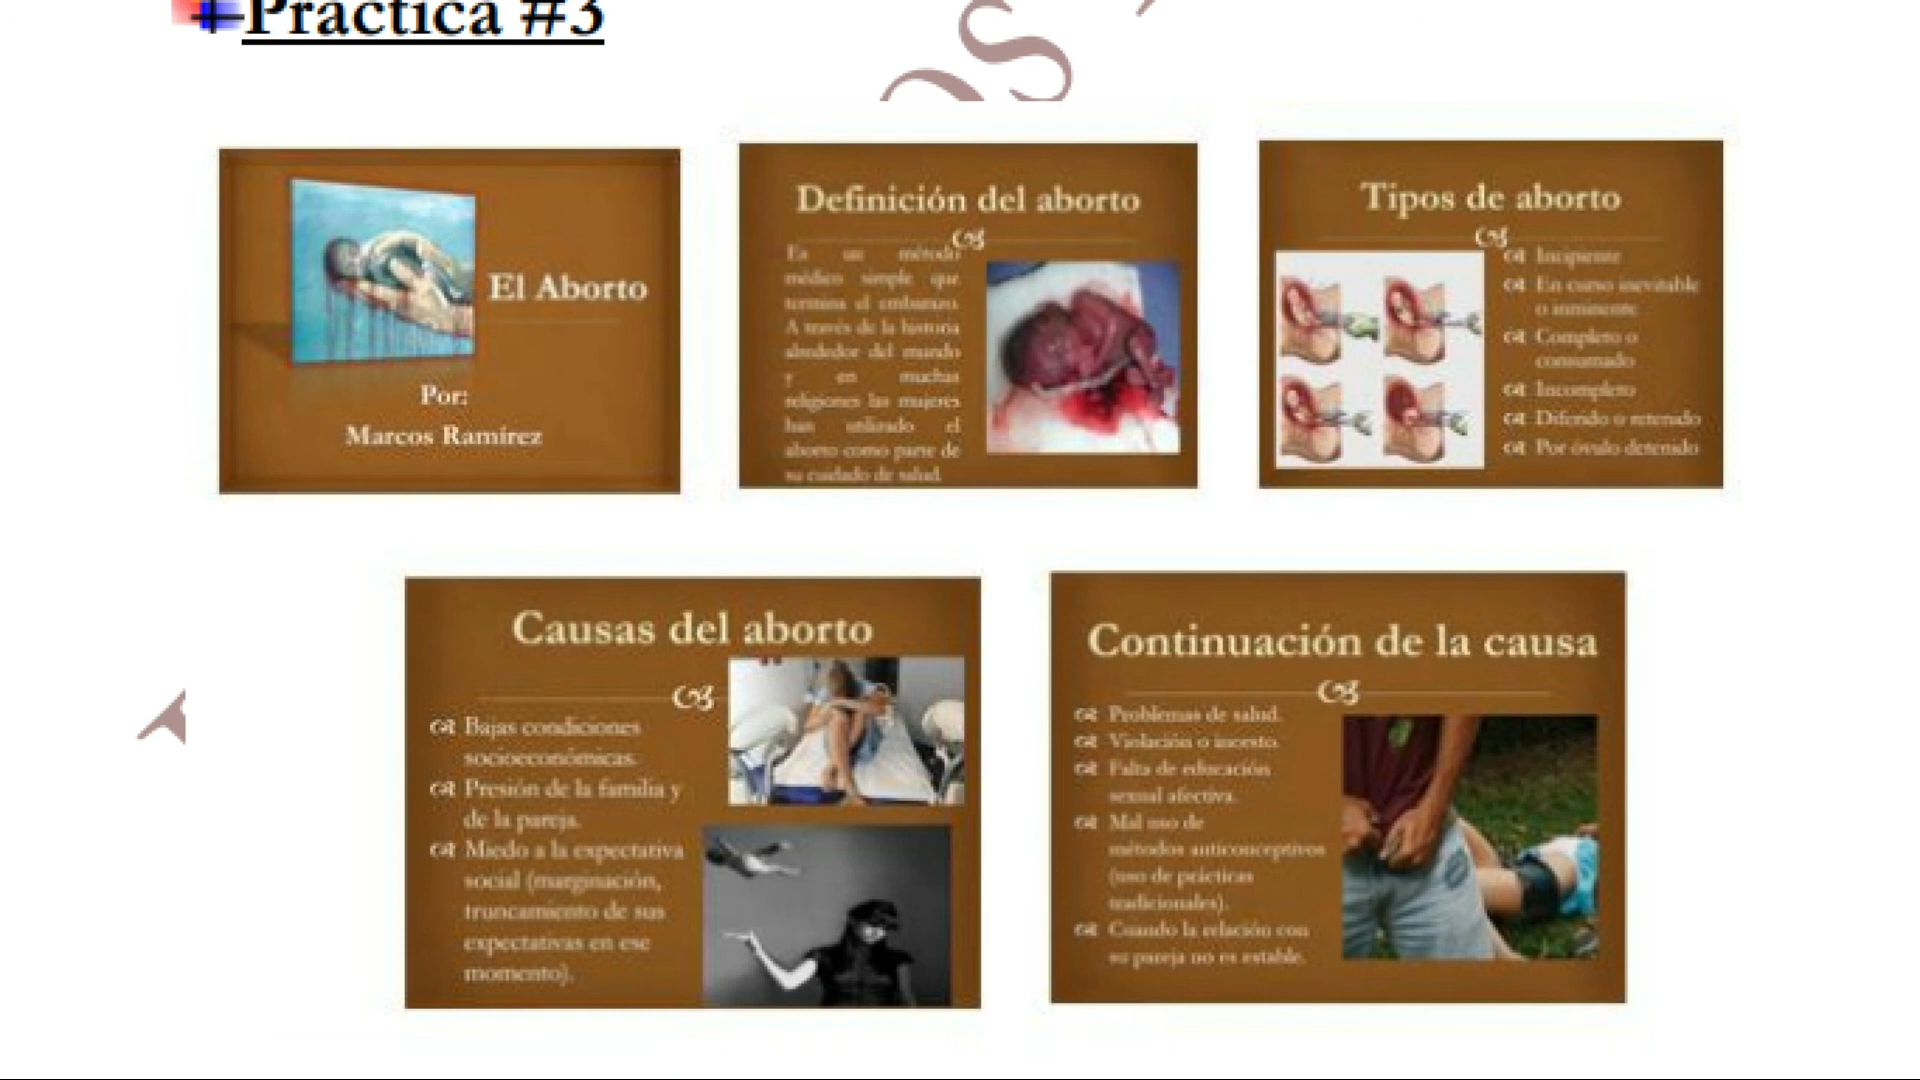 Práctica #3
El Aborto
Por:
Marcos Ramírez
Definición del aborto
Es un método
médico simple que
termina el embarazo.
A través de la historia
alrededor del mundo
y en muchas
religiones las mujeres
han utilizado el
aborto como parte de
su cuidado de salud.
Tipos de aborto
Incipiente
En curso inevitable
o inminente
Completo o
consumado
Incompleto
Diferido o retenido
Por óvulo detenido
Causas del aborto
Bajas condiciones
socioeconómicas.
Presión de la familia y
de la pareja.
Miedo a la expectativa
social (marginación,
truncamiento de sus
expectativas en ese
momento).
Continuación de la causa
Problemas de salud.
Violación o incesto.
Falta de educación
sexual afectiva.
Mal uso de
métodos anticonceptivos
(uso de prácticas
tradicionales).
Cuando la relación con
su pareja no es estable.